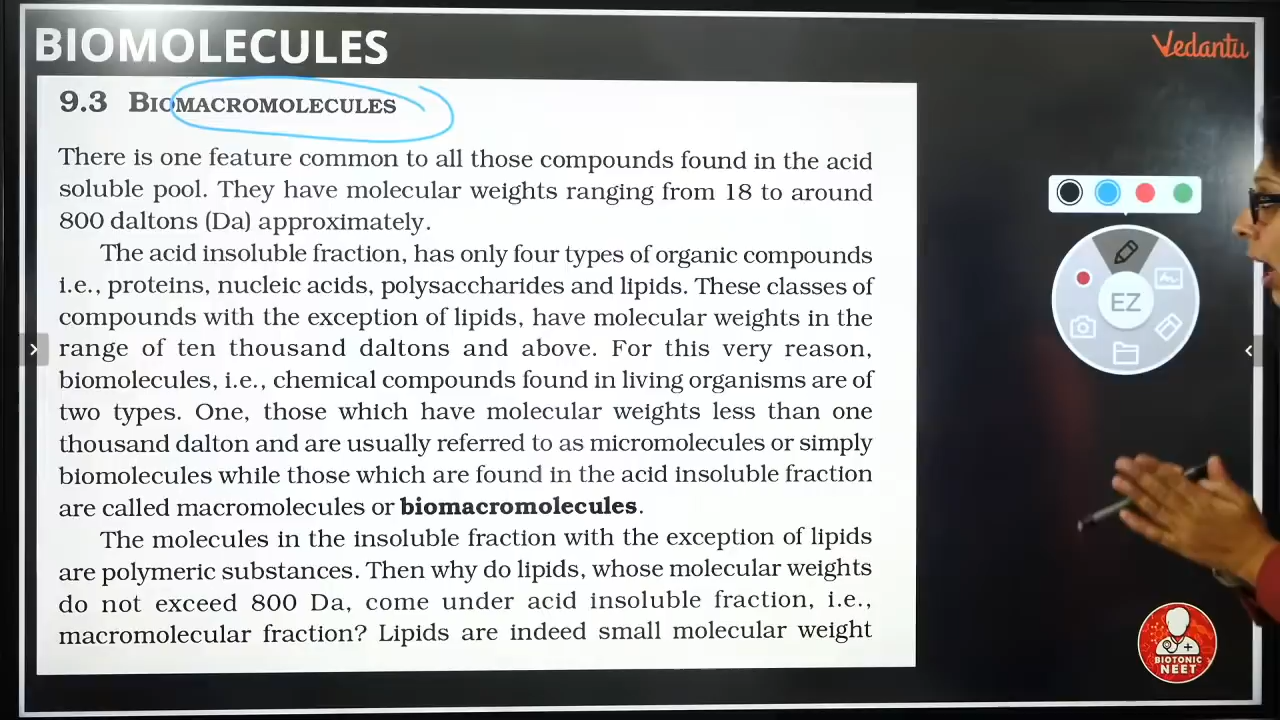 BIOMOLECULES
Vedantu
9.3 BIOMACROMOLECULES
There is one feature common to all those compounds found in the acid
soluble pool. They have molecular weights ranging from 18 to around
800 daltons (Da) approximately.
The acid insoluble fraction, has only four types of organic compounds
i.e., proteins, nucleic acids, polysaccharides and lipids. These classes of
compounds with the exception of lipids, have molecular weights in the
range of ten thousand daltons and above. For this very reason,
biomolecules, i.e., chemical compounds found in living organisms are of
two types. One, those which have molecular weights less than one
thousand dalton and are usually referred to as micromolecules or simply
biomolecules while those which are found in the acid insoluble fraction
are called macromolecules or biomacromolecules.
The molecules in the insoluble fraction with the exception of lipids
are polymeric substances. Then why do lipids, whose molecular weights
do not exceed 800 Da, come under acid insoluble fraction, i.e.,
macromolecular fraction? Lipids are indeed small molecular weight
EZ
BIOTONIC
NEET